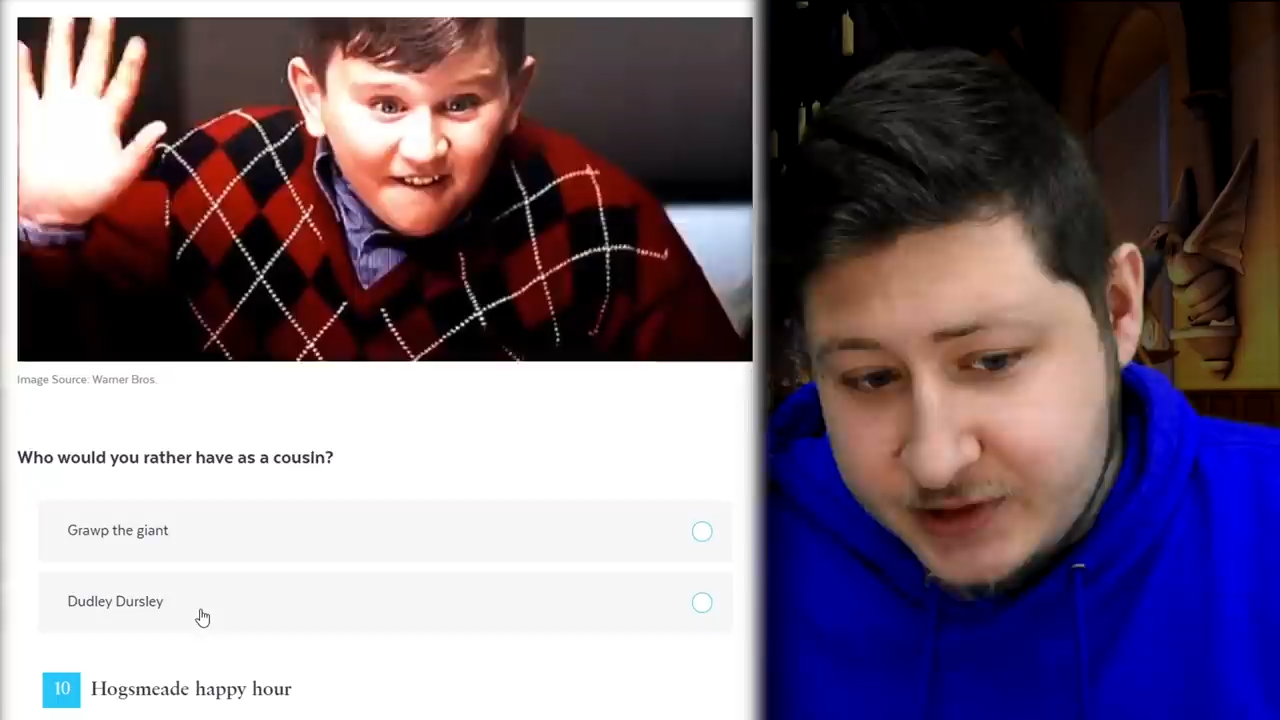 Image Source: Warner Bros.
Who would you rather have as a cousin?
Grawp the giant
Dudley Dursley
10 Hogsmeade happy hour